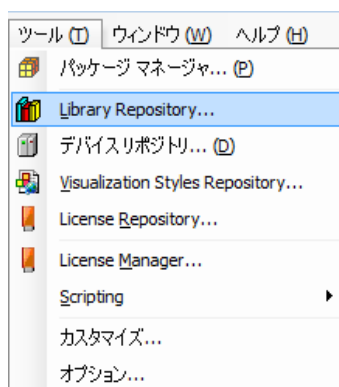 ツール (T) ウィンドウ (W) ヘルプ (H)
パッケージ マネージャ... (P)
Library Repository...
デバイスリポジトリ... (D)
Visualization Styles Repository...
License Repository...
License Manager...
Scripting
カスタマイズ...
オプション...